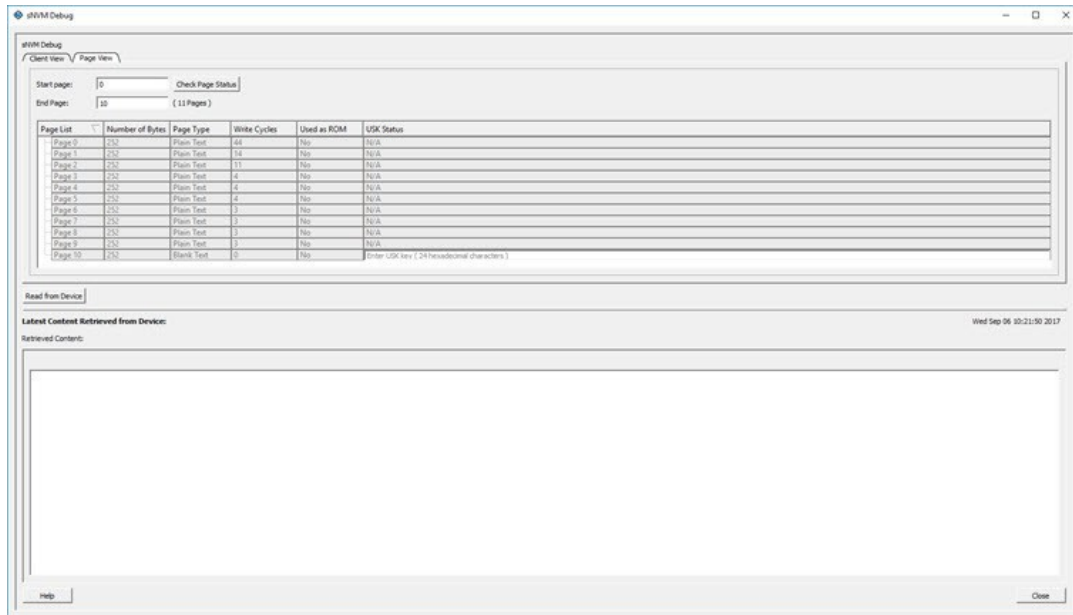 sNVM Debug
sNVM Debug
Client View Page View
Start page: 0 Check Page Status
End Page: 10 ( 11 Pages )
Page List Number of Bytes Page Type Write Cycles Used as ROM USK Status
Page 0 252 Plain Text 44 No N/A
Page 1 252 Plain Text 14 No N/A
Page 2 252 Plain Text 11 No N/A
Page 3 252 Plain Text 4 No N/A
Page 4 252 Plain Text 4 No N/A
Page 5 252 Plain Text 4 No N/A
Page 6 252 Plain Text 3 No N/A
Page 7 252 Plain Text 3 No N/A
Page 8 252 Plain Text 3 No N/A
Page 9 252 Plain Text 3 No N/A
Page 10 252 Blank Text 0 No Enter USK key ( 24 hexadecimal characters )
Read from Device
Latest Content Retrieved from Device: Wed Sep 06 10:21:50 2017
Retrieved Content:
Help Close